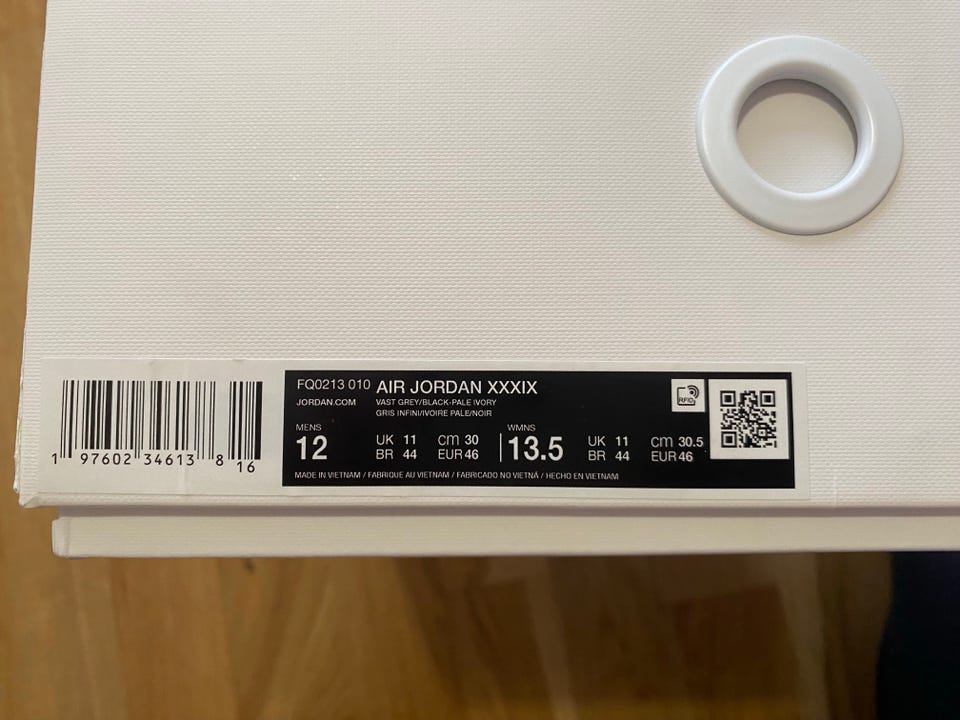 FQ0213 010 AIR JORDAN XXXIX
JORDAN.COM VAST GREY/BLACK-PALE IVORY
GRIS INFINI/IVOIRE PALE/NOIR
RFID
MENS WMNS
12 UK 11 CM 30 13.5 UK 11 CM 30.5
BR 44 EUR 46 BR 44 EUR 46
MADE IN VIETNAM / FABRIQUE AU VIETNAM / FABRICADO NO VIETNÃ / HECHO EN VIETNAM
1 97602 34613 8 16